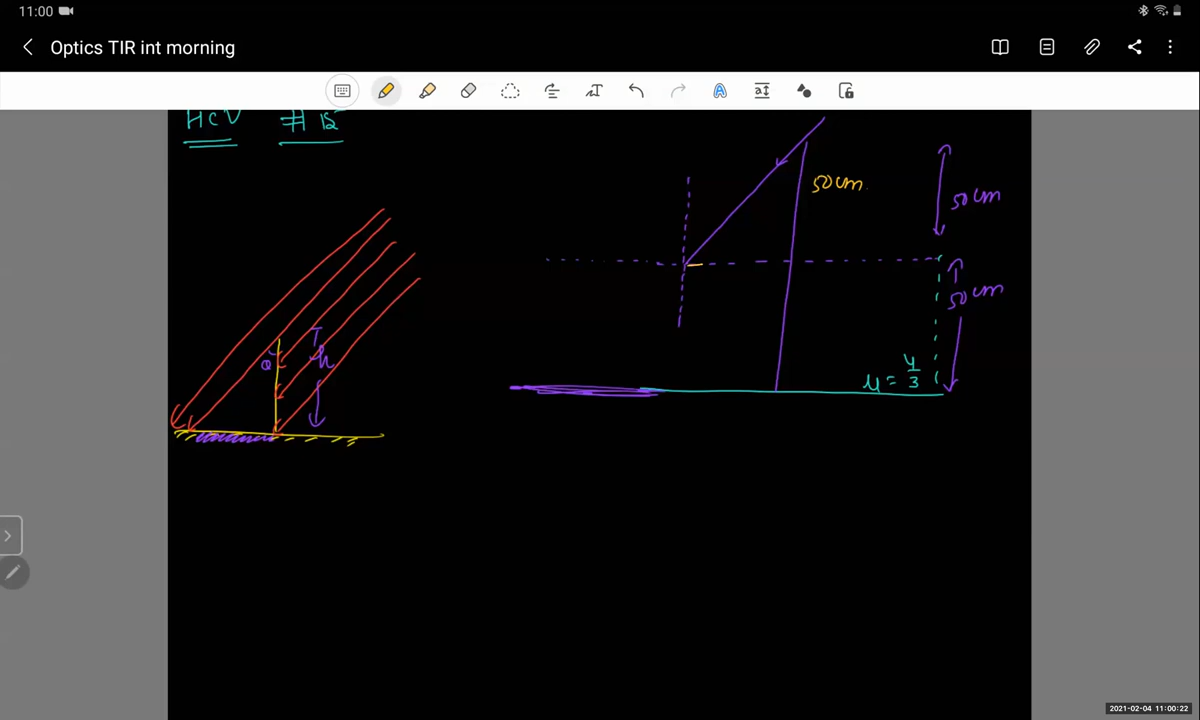 11:00
Optics TIR int morning
HCV # 15
50 cm
50 cm
50 cm
θ
h
μ = 4/3
2021-02-04 11:00:22